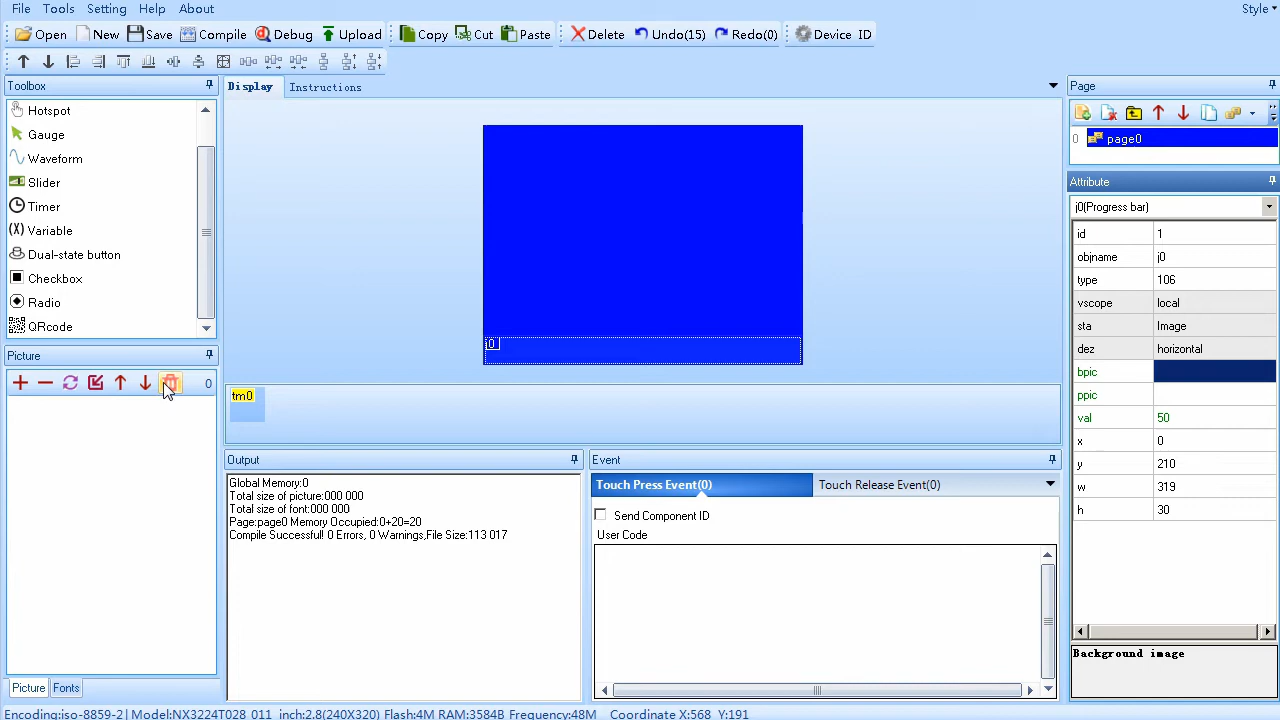 File Tools Setting Help About Style
Open New Save Compile Debug Upload Copy Cut Paste Delete Undo(15) Redo(0) Device ID
Toolbox
Hotspot
Gauge
Waveform
Slider
Timer
Variable
(X)
Dual-state button
Checkbox
Radio
QRcode
Picture
0
Picture Fonts
Display Instructions
j0
tm0
Output
Global Memory:0
Total size of picture:000 000
Total size of font:000 000
Page:page0 Memory Occupied:0+20=20
Compile Successful! 0 Errors, 0 Warnings,File Size:113 017
Event
Touch Press Event(0) Touch Release Event(0)
Send Component ID
User Code
Page
0 page0
Attribute
j0(Progress bar)
id 1
objname j0
type 106
vscope local
sta Image
dez horizontal
bpic
ppic
val 50
x 0
y 210
w 319
h 30
Background image
Encoding:iso-8859-2 Model:NX3224T028_011 inch:2.8(240X320) Flash:4M RAM:3584B Frequency:48M Coordinate X:568 Y:191